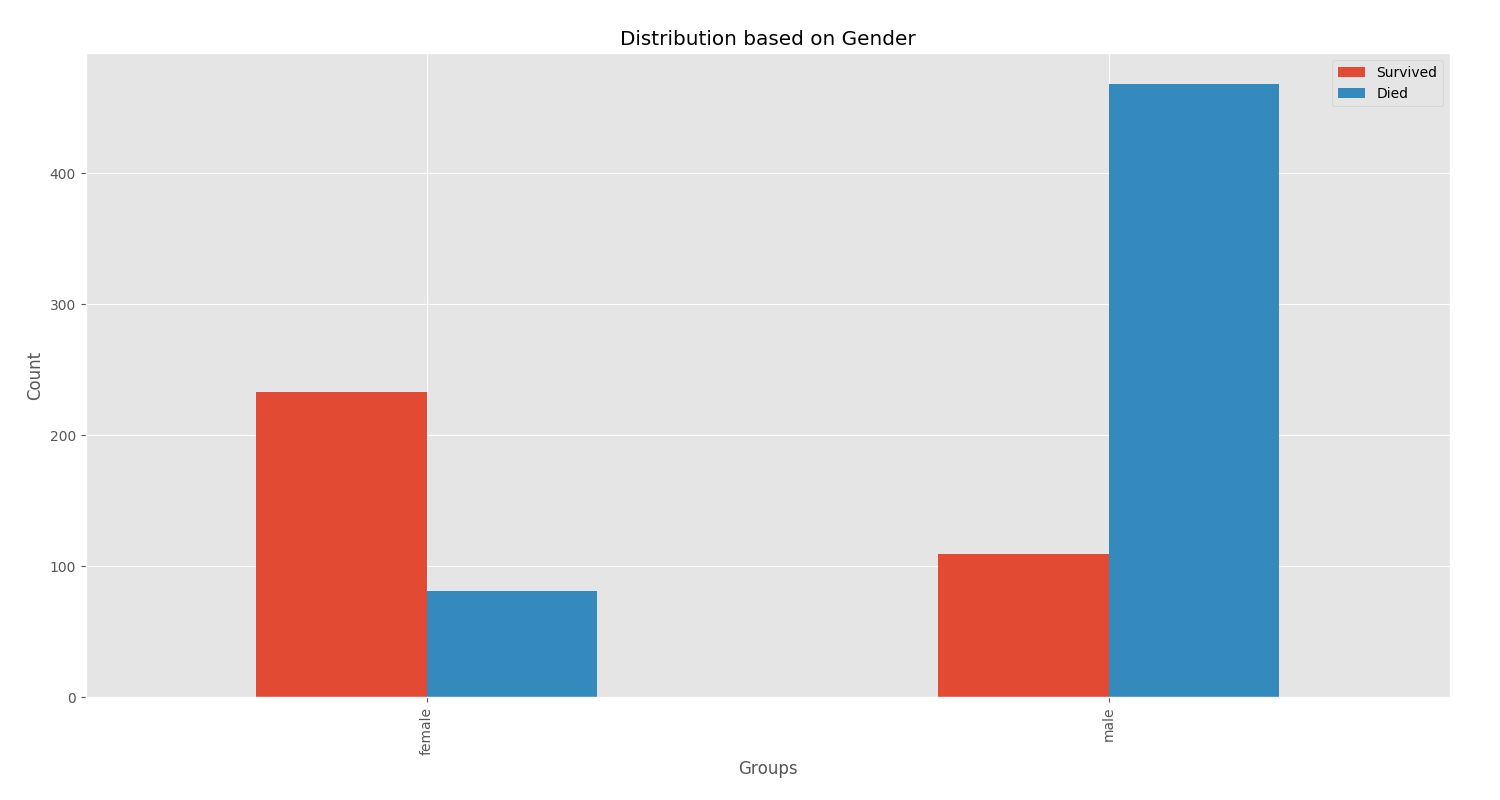 Distribution based on Gender
Survived
Died
400
300
200
100
0
Count
female
male
Groups